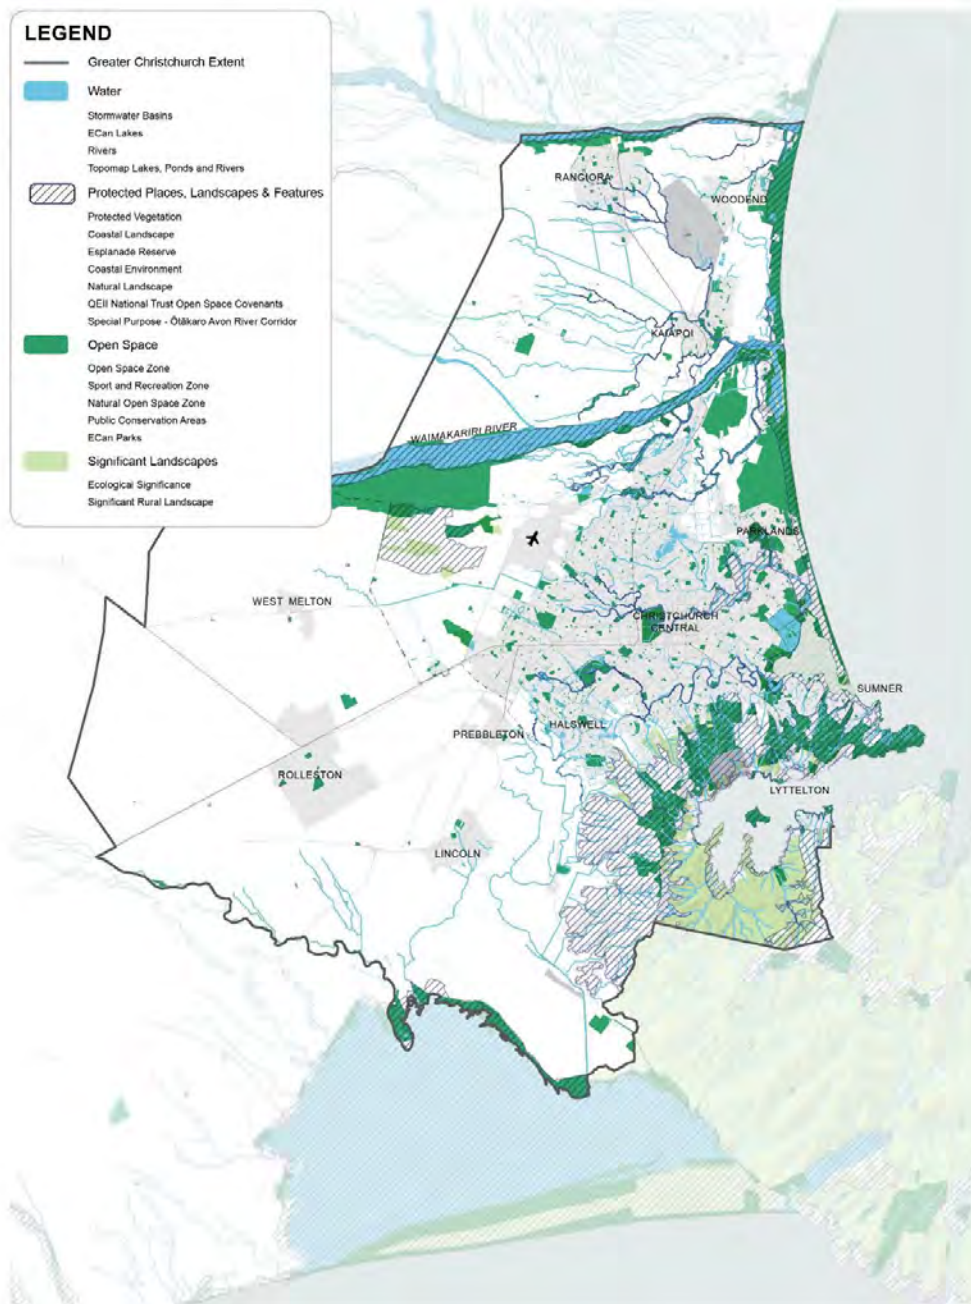 LEGEND
Greater Christchurch Extent
Water
Stormwater Basins
ECan Lakes
Rivers
Topomap Lakes, Ponds and Rivers
Protected Places, Landscapes & Features
Protected Vegetation
Coastal Landscape
Esplanade Reserve
Coastal Environment
Natural Landscape
QEII National Trust Open Space Covenants
Special Purpose - Ōtākaro Avon River Corridor
Open Space
Open Space Zone
Sport and Recreation Zone
Natural Open Space Zone
Public Conservation Areas
ECan Parks
Significant Landscapes
Ecological Significance
Significant Rural Landscape
RANGIORA
WOODEND
KAIAPOI
WAIMAKARIRI RIVER
PARKLANDS
WEST MELTON
CHRISTCHURCH
CENTRAL
SUMNER
PREBBLETON
HALSWELL
ROLLESTON
LYTTELTON
LINCOLN